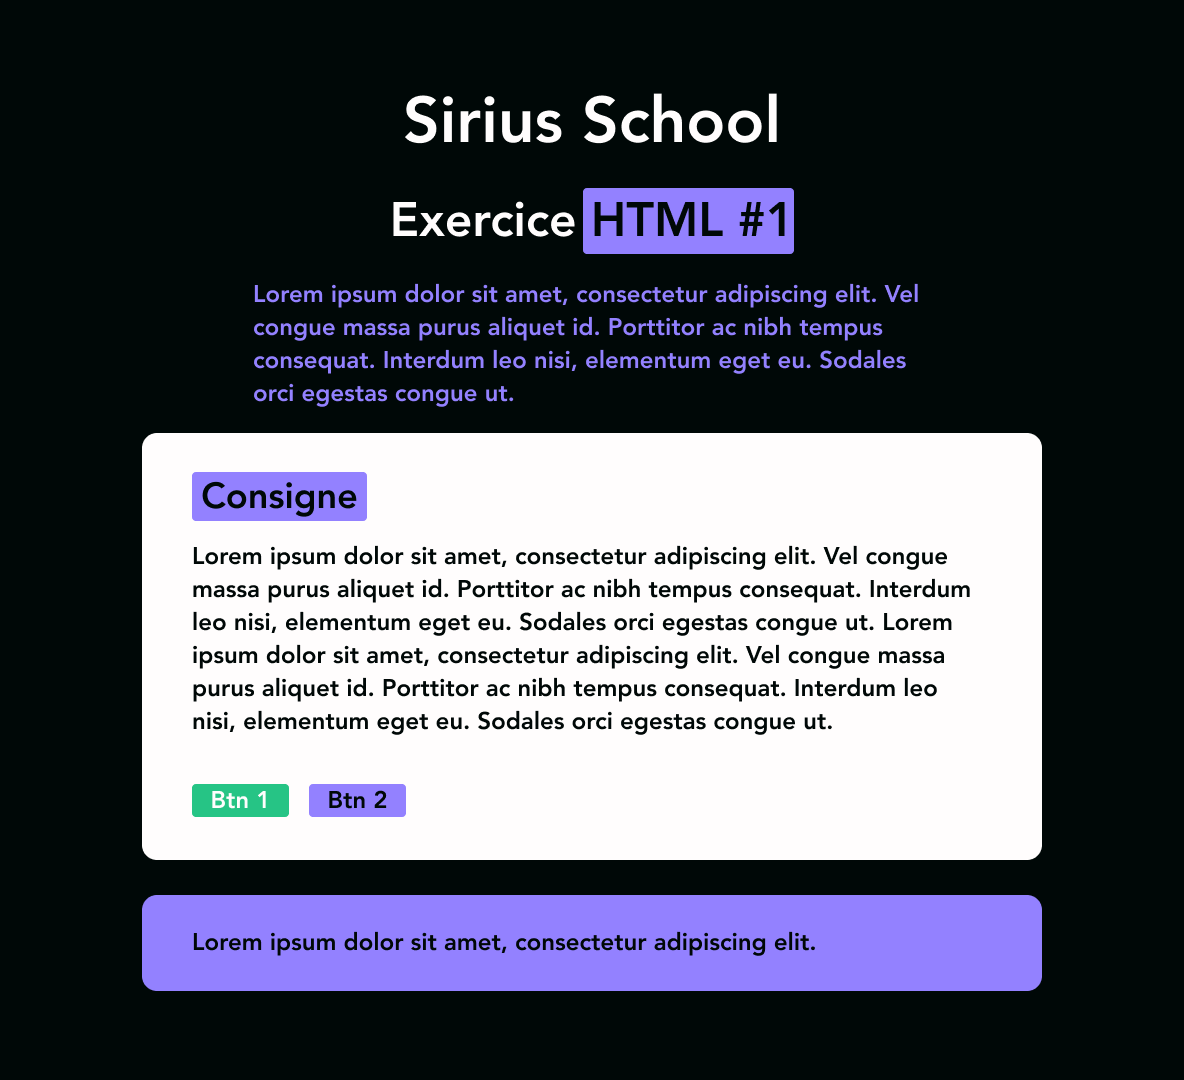 Sirius School
Exercice HTML #1
Lorem ipsum dolor sit amet, consectetur adipiscing elit. Vel
congue massa purus aliquet id. Porttitor ac nibh tempus
consequat. Interdum leo nisi, elementum eget eu. Sodales
orci egestas congue ut.
Consigne
Lorem ipsum dolor sit amet, consectetur adipiscing elit. Vel congue
massa purus aliquet id. Porttitor ac nibh tempus consequat. Interdum
leo nisi, elementum eget eu. Sodales orci egestas congue ut. Lorem
ipsum dolor sit amet, consectetur adipiscing elit. Vel congue massa
purus aliquet id. Porttitor ac nibh tempus consequat. Interdum leo
nisi, elementum eget eu. Sodales orci egestas congue ut.
Btn 1 Btn 2
Lorem ipsum dolor sit amet, consectetur adipiscing elit.